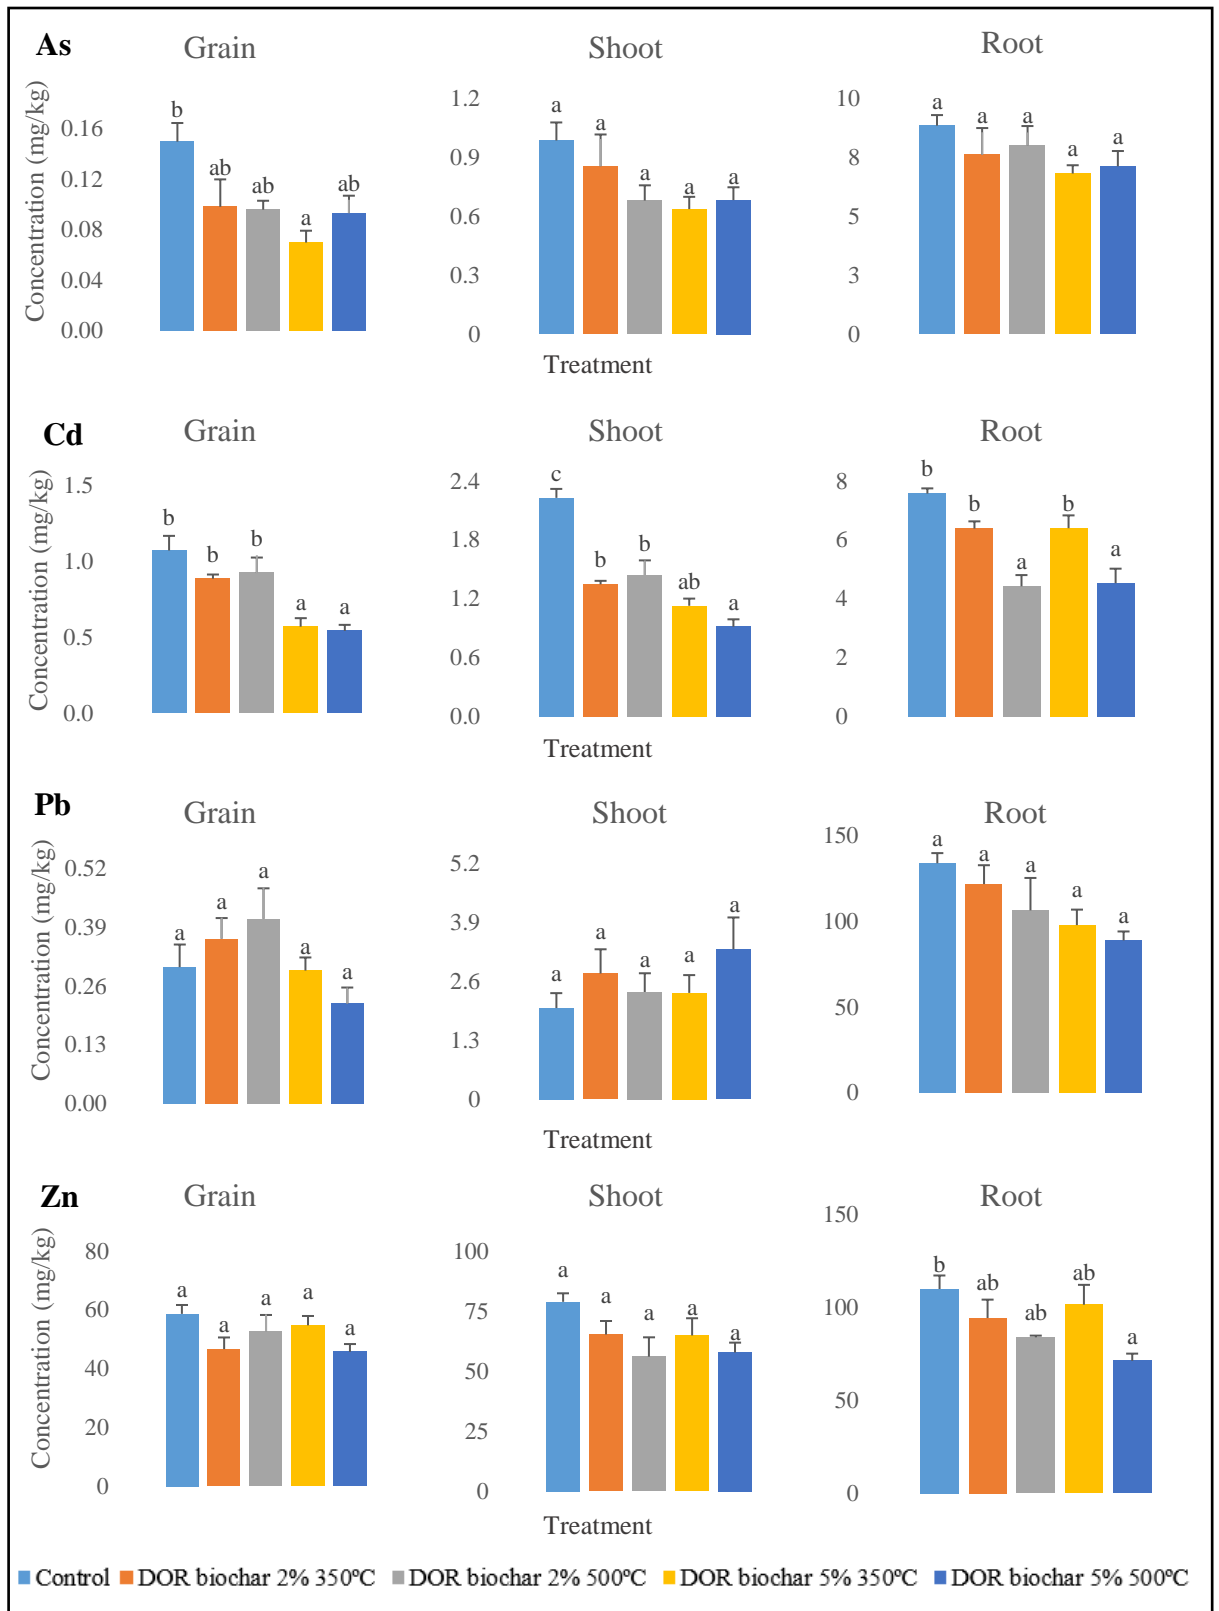 As
Grain
Shoot
Root
Concentration (mg/kg)
0.16
0.12
0.08
0.04
0.00
b
ab
ab
a
ab
1.2
0.9
0.6
0.3
0
a
a
a
a
a
10
8
5
3
0
a
a
a
a
a
Treatment
Cd
Grain
Shoot
Root
Concentration (mg/kg)
1.5
1.0
0.5
0.0
b
b
b
a
a
2.4
1.8
1.2
0.6
0.0
c
b
b
ab
a
8
6
4
2
0
b
b
a
b
a
Treatment
Pb
Grain
Shoot
Root
Concentration (mg/kg)
0.52
0.39
0.26
0.13
0.00
a
a
a
a
a
5.2
3.9
2.6
1.3
0
a
a
a
a
a
150
100
50
0
a
a
a
a
a
Treatment
Zn
Grain
Shoot
Root
Concentration (mg/kg)
80
60
40
20
0
a
a
a
a
a
100
75
50
25
0
a
a
a
a
a
150
100
50
0
b
ab
ab
ab
a
Treatment
Control DOR biochar 2% 350ºC DOR biochar 2% 500ºC DOR biochar 5% 350ºC DOR biochar 5% 500ºC